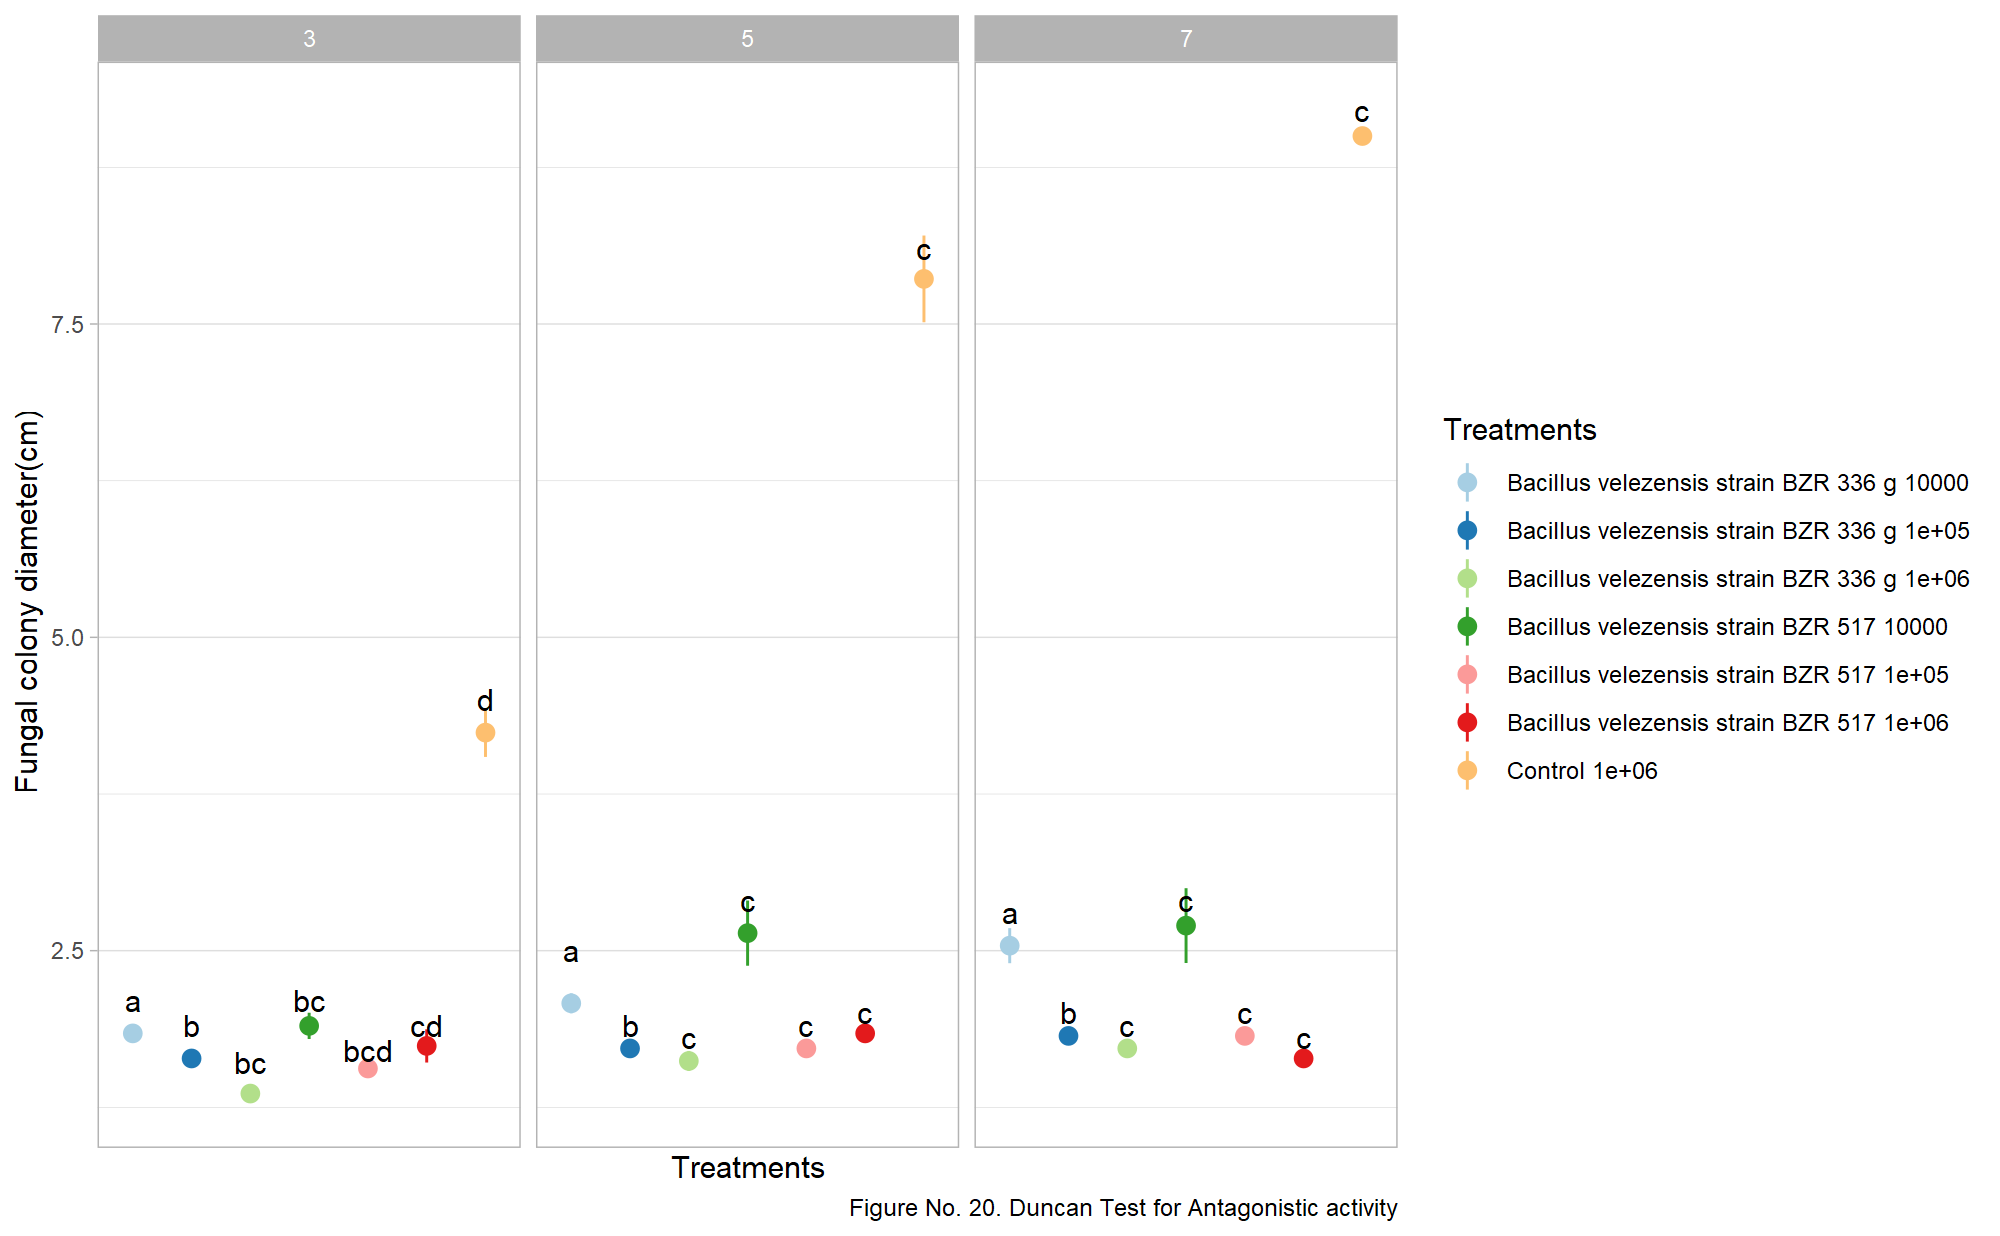 3 5 7
c
c
7.5
Fungal colony diameter(cm)
Treatments
Bacillus velezensis strain BZR 336 g 10000
Bacillus velezensis strain BZR 336 g 1e+05
Bacillus velezensis strain BZR 336 g 1e+06
Bacillus velezensis strain BZR 517 10000
Bacillus velezensis strain BZR 517 1e+05
Bacillus velezensis strain BZR 517 1e+06
Control 1e+06
5.0
d
2.5
a b bc bc bcd cd
a b c c c c
a b c c c c
Treatments
Figure No. 20. Duncan Test for Antagonistic activity